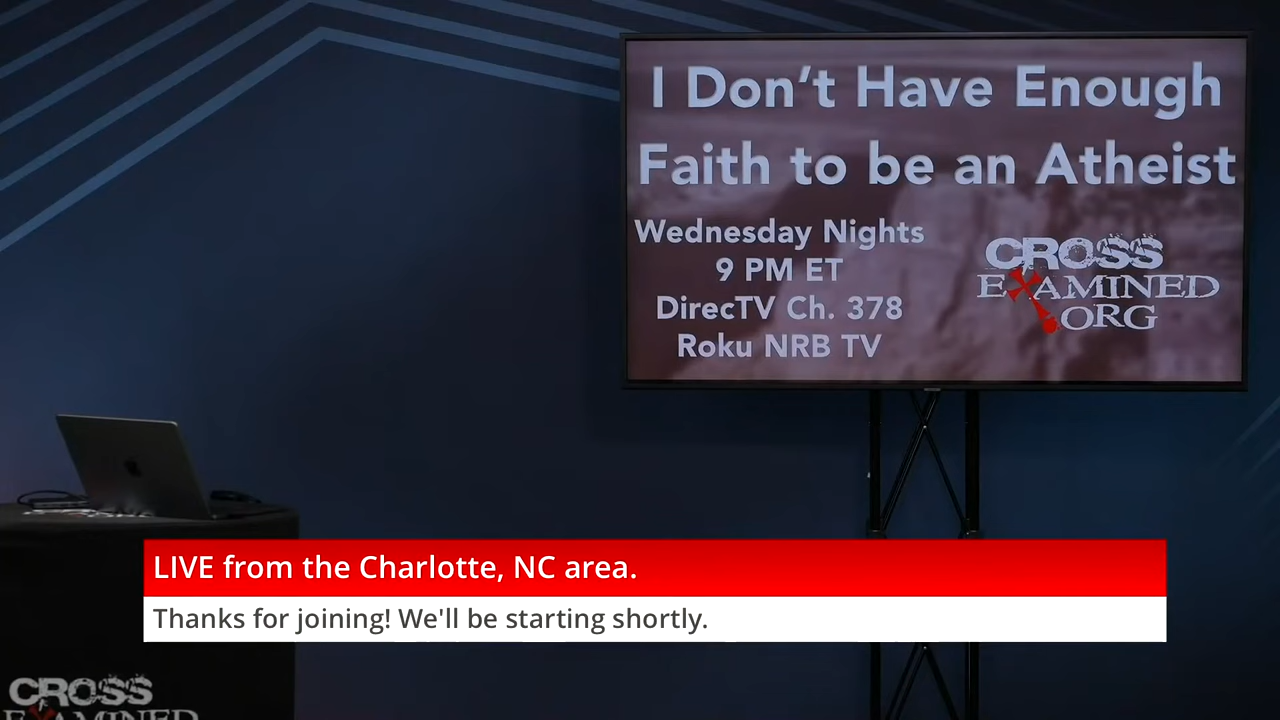 I Don't Have Enough
Faith to be an Atheist
Wednesday Nights
9 PM ET
DirecTV Ch. 378
Roku NRB TV
CROSS
EXAMINED
ORG
LIVE from the Charlotte, NC area.
Thanks for joining! We'll be starting shortly.
CROSS
EXAMINED